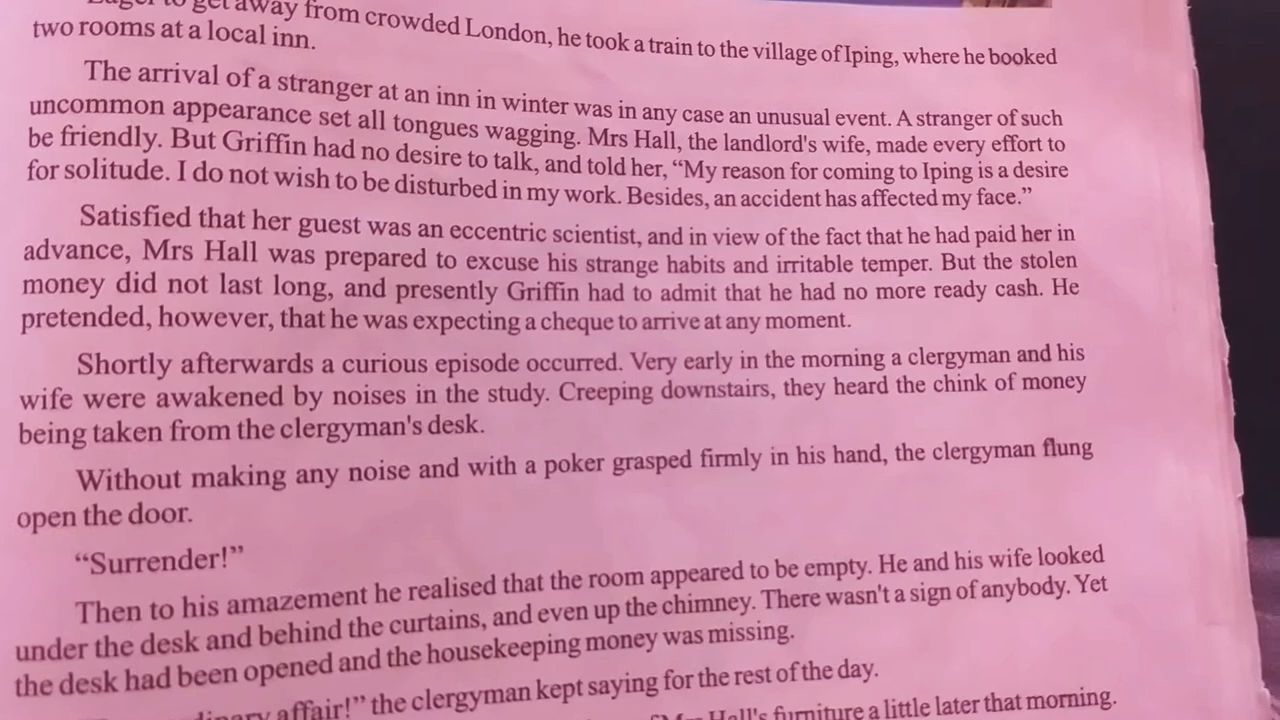 to get away from crowded London, he took a train to the village of Iping, where he booked
two rooms at a local inn.
The arrival of a stranger at an inn in winter was in any case an unusual event. A stranger of such
uncommon appearance set all tongues wagging. Mrs Hall, the landlord's wife, made every effort to
be friendly. But Griffin had no desire to talk, and told her, “My reason for coming to Iping is a desire
for solitude. I do not wish to be disturbed in my work. Besides, an accident has affected my face.”
Satisfied that her guest was an eccentric scientist, and in view of the fact that he had paid her in
advance, Mrs Hall was prepared to excuse his strange habits and irritable temper. But the stolen
money did not last long, and presently Griffin had to admit that he had no more ready cash. He
pretended, however, that he was expecting a cheque to arrive at any moment.
Shortly afterwards a curious episode occurred. Very early in the morning a clergyman and his
wife were awakened by noises in the study. Creeping downstairs, they heard the chink of money
being taken from the clergyman's desk.
Without making any noise and with a poker grasped firmly in his hand, the clergyman flung
open the door.
“Surrender!”
Then to his amazement he realised that the room appeared to be empty. He and his wife looked
under the desk and behind the curtains, and even up the chimney. There wasn't a sign of anybody. Yet
the desk had been opened and the housekeeping money was missing.
affair!” the clergyman kept saying for the rest of the day.
Hall's furniture a little later that morning.